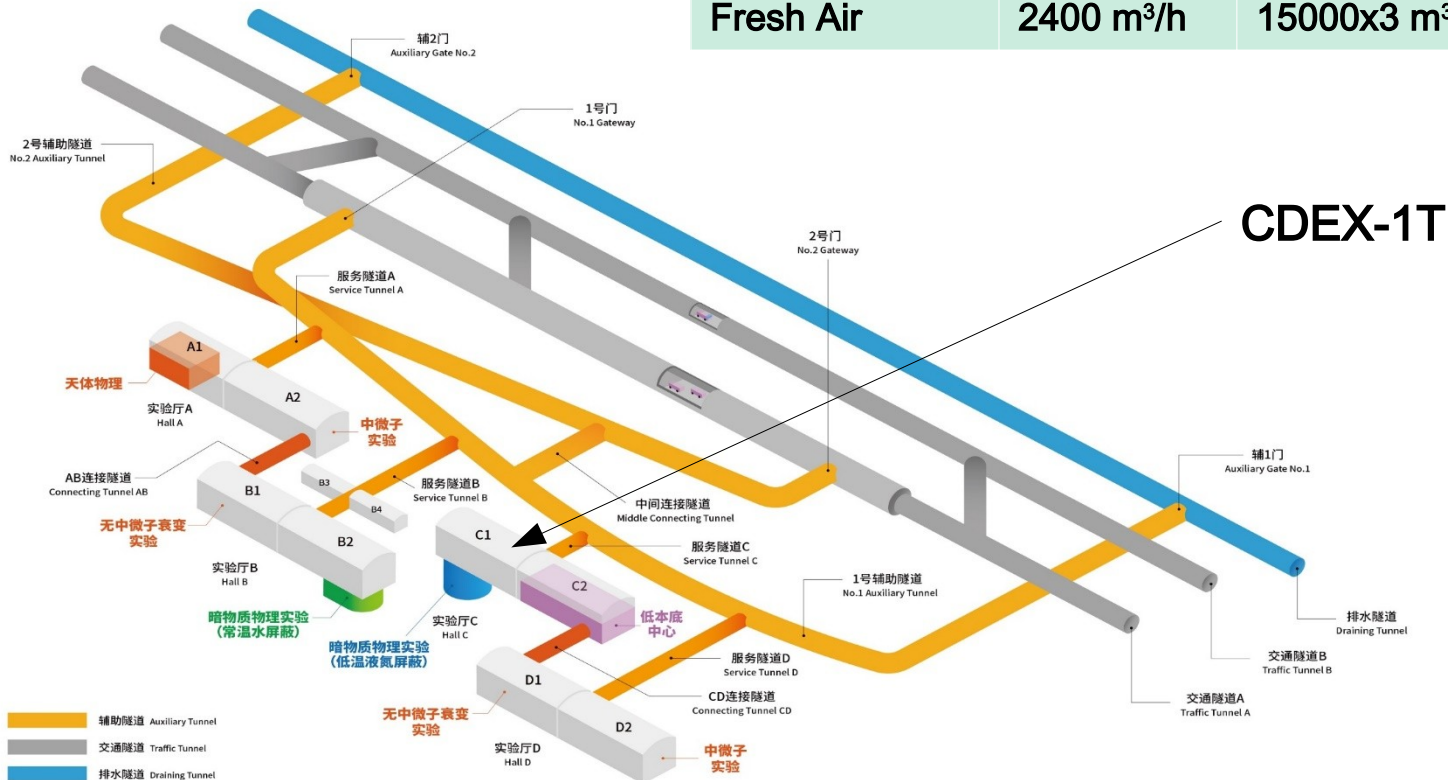 Fresh Air 2400 m³/h 15000x3 m³
辅2门
Auxiliary Gate No.2
1号门
No.1 Gateway
2号辅助隧道
No.2 Auxiliary Tunnel
CDEX-1T
2号门
No.2 Gateway
服务隧道A
Service Tunnel A
A1
天体物理
A2
实验厅A
Hall A
中微子
实验
AB连接隧道
Connecting Tunnel AB
B1
B3
B4
服务隧道B
Service Tunnel B
辅1门
Auxiliary Gate No.1
无中微子衰变
实验
B2
中间连接隧道
Middle Connecting Tunnel
C1
服务隧道C
Service Tunnel C
实验厅B
Hall B
C2
1号辅助隧道
No.1 Auxiliary Tunnel
暗物质物理实验
（常温水屏蔽）
实验厅C
Hall C
低本底
中心
排水隧道
Draining Tunnel
暗物质物理实验
（低温液氮屏蔽）
服务隧道D
Service Tunnel D
交通隧道B
Traffic Tunnel B
D1
CD连接隧道
Connecting Tunnel CD
交通隧道A
Traffic Tunnel A
无中微子衰变
实验
D2
实验厅D
Hall D
中微子
实验
辅助隧道 Auxiliary Tunnel
交通隧道 Traffic Tunnel
排水隧道 Draining Tunnel